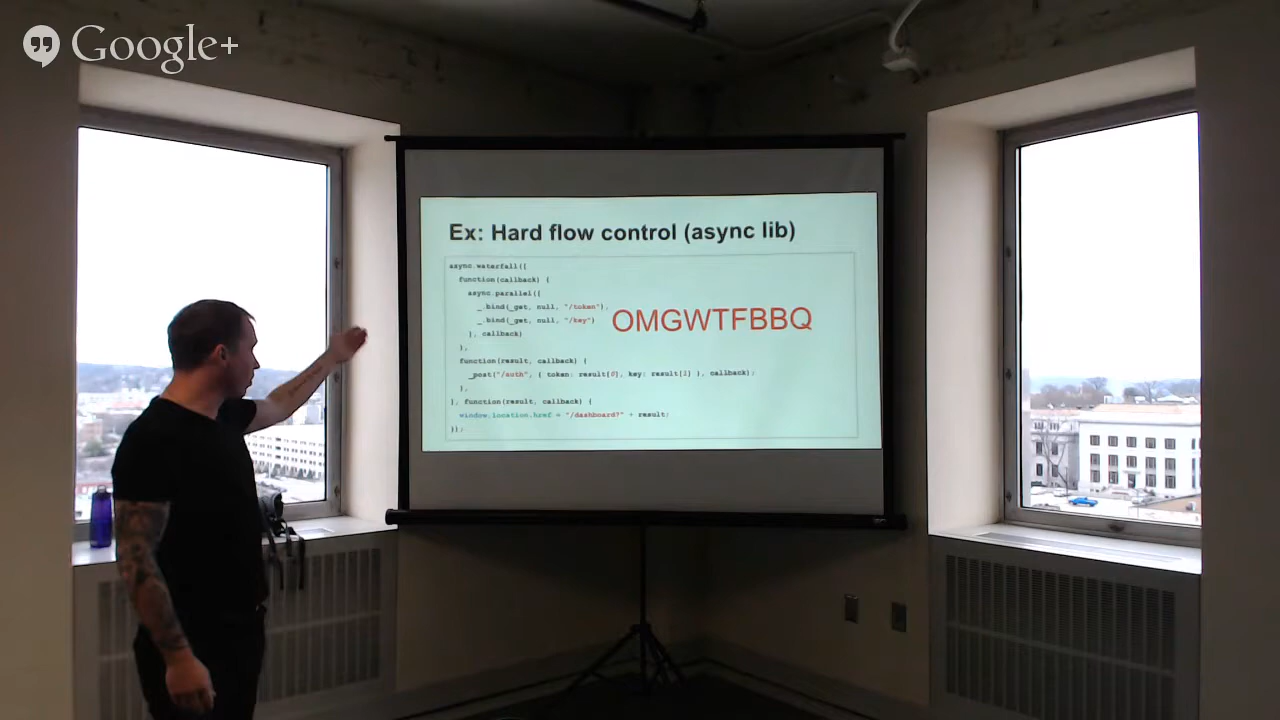 Google+
Ex: Hard flow control (async lib)
async.waterfall([
function(callback) {
async.parallel([
_.bind(_get, null, "/token"),
_.bind(_get, null, "/key")
], callback)
},
function(result, callback) {
_post("/auth", { token: result[0], key: result[1] }, callback);
},
], function(result, callback) {
window.location.href = "/dashboard?" + result;
});
OMGWTFBBQ